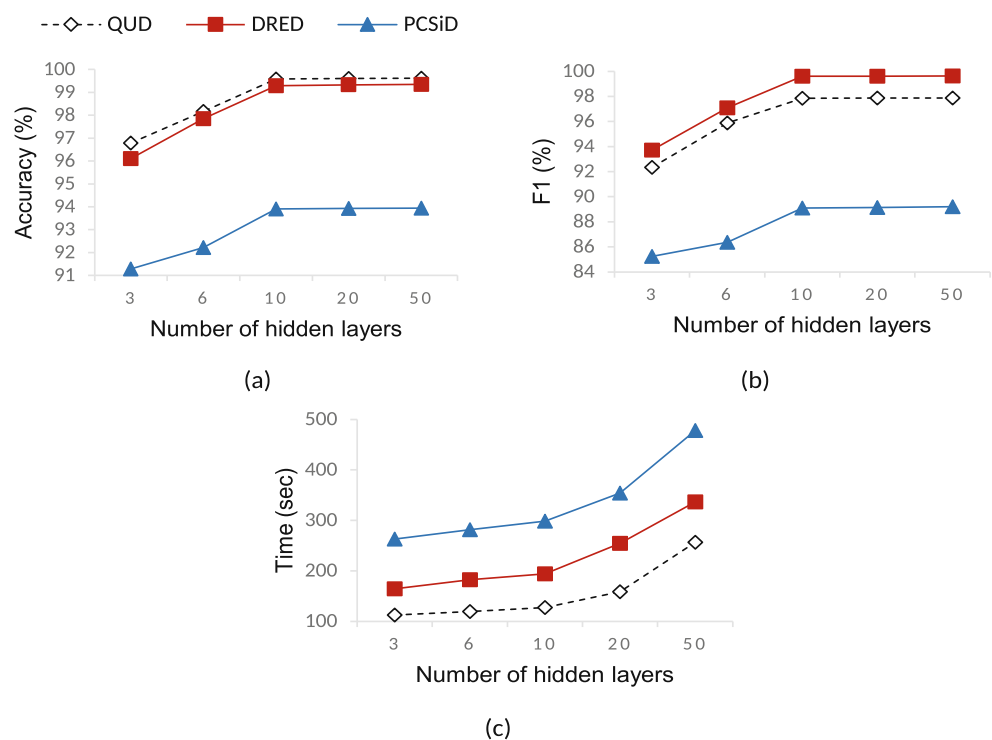 QUD DRED PCSiD
Accuracy (%)
100
99
98
97
96
95
94
93
92
91
3 6 10 20 50
Number of hidden layers
(a)
F1 (%)
100
98
96
94
92
90
88
86
84
3 6 10 20 50
Number of hidden layers
(b)
Time (sec)
500
400
300
200
100
3 6 10 20 50
Number of hidden layers
(c)